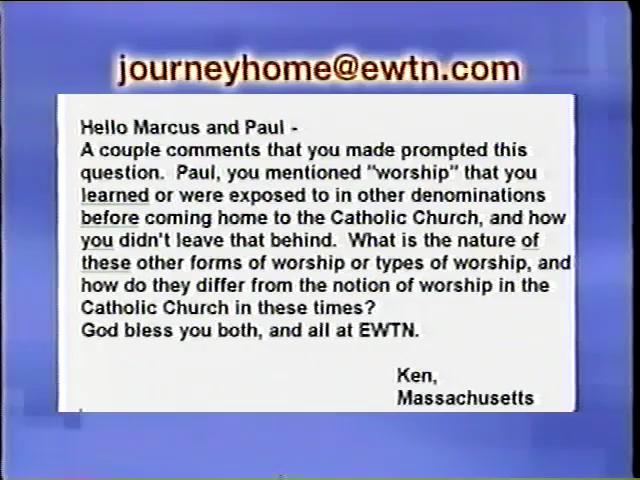 journeyhome@ewtn.com
Hello Marcus and Paul -
A couple comments that you made prompted this
question. Paul, you mentioned "worship" that you
learned or were exposed to in other denominations
before coming home to the Catholic Church, and how
you didn't leave that behind. What is the nature of
these other forms of worship or types of worship, and
how do they differ from the notion of worship in the
Catholic Church in these times?
God bless you both, and all at EWTN.
Ken,
Massachusetts